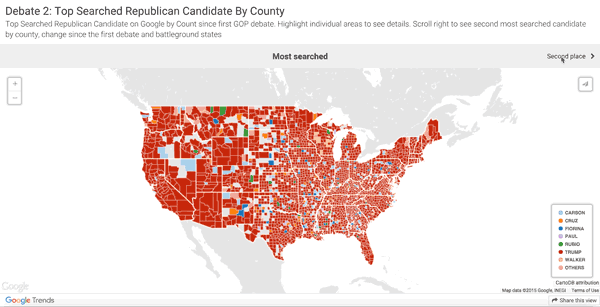 Debate 2: Top Searched Republican Candidate By County
Top Searched Republican Candidate on Google by Count since first GOP debate. Highlight individual areas to see details. Scroll right to see second most searched candidate
by county, change since the first debate and battleground states
Most searched
Second place
+
−
CARSON
CRUZ
FIORINA
PAUL
RUBIO
TRUMP
WALKER
OTHERS
CartoDB attribution
Google
Map data ©2015 Google, INEGI Terms of Use
Google Trends
Share this view